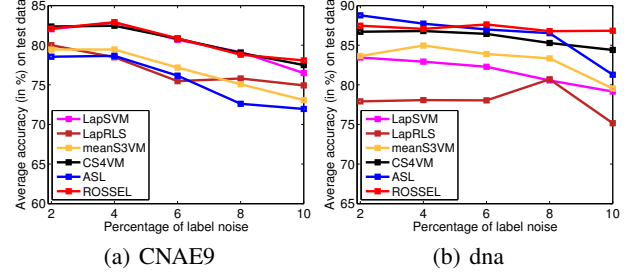 Average accuracy (in %) on test data
85
80
75
70
65
60
2 4 6 8 10
Percentage of label noise
LapSVM
LapRLS
meanS3VM
CS4VM
ASL
ROSSEL
(a) CNAE9
Average accuracy (in %) on test data
90
85
80
75
70
65
60
2 4 6 8 10
Percentage of label noise
LapSVM
LapRLS
meanS3VM
CS4VM
ASL
ROSSEL
(b) dna